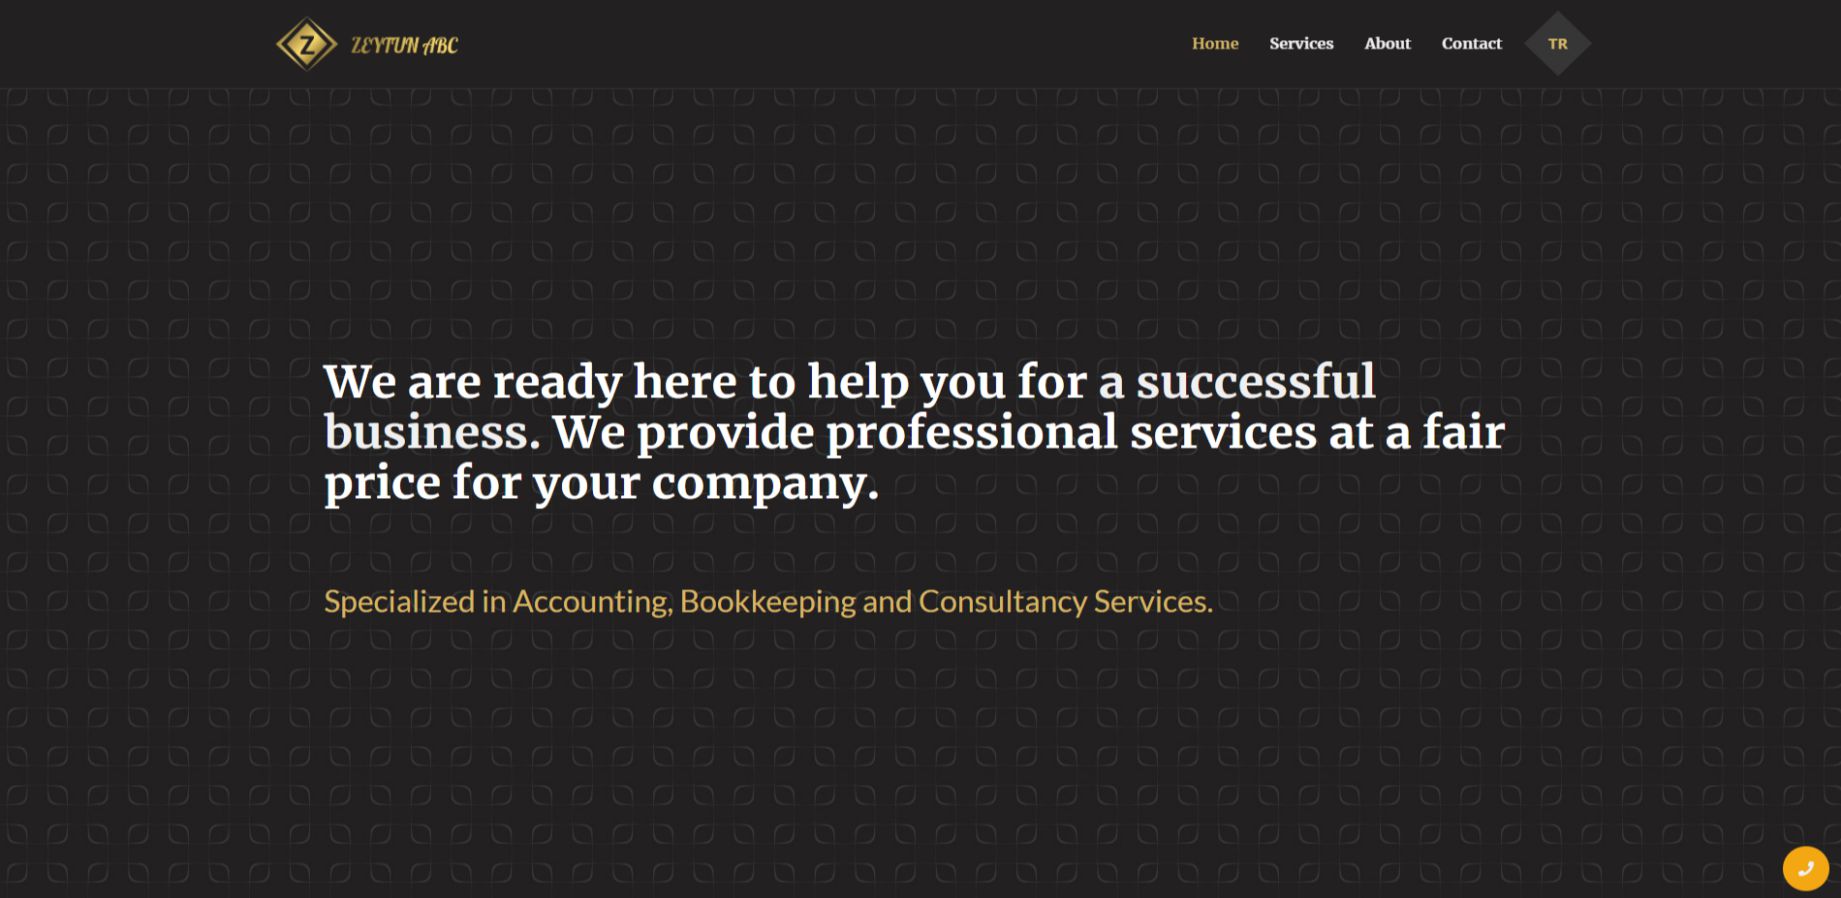 Z ZEYTUN ABC
Home Services About Contact TR
We are ready here to help you for a successful
business. We provide professional services at a fair
price for your company.
Specialized in Accounting, Bookkeeping and Consultancy Services.